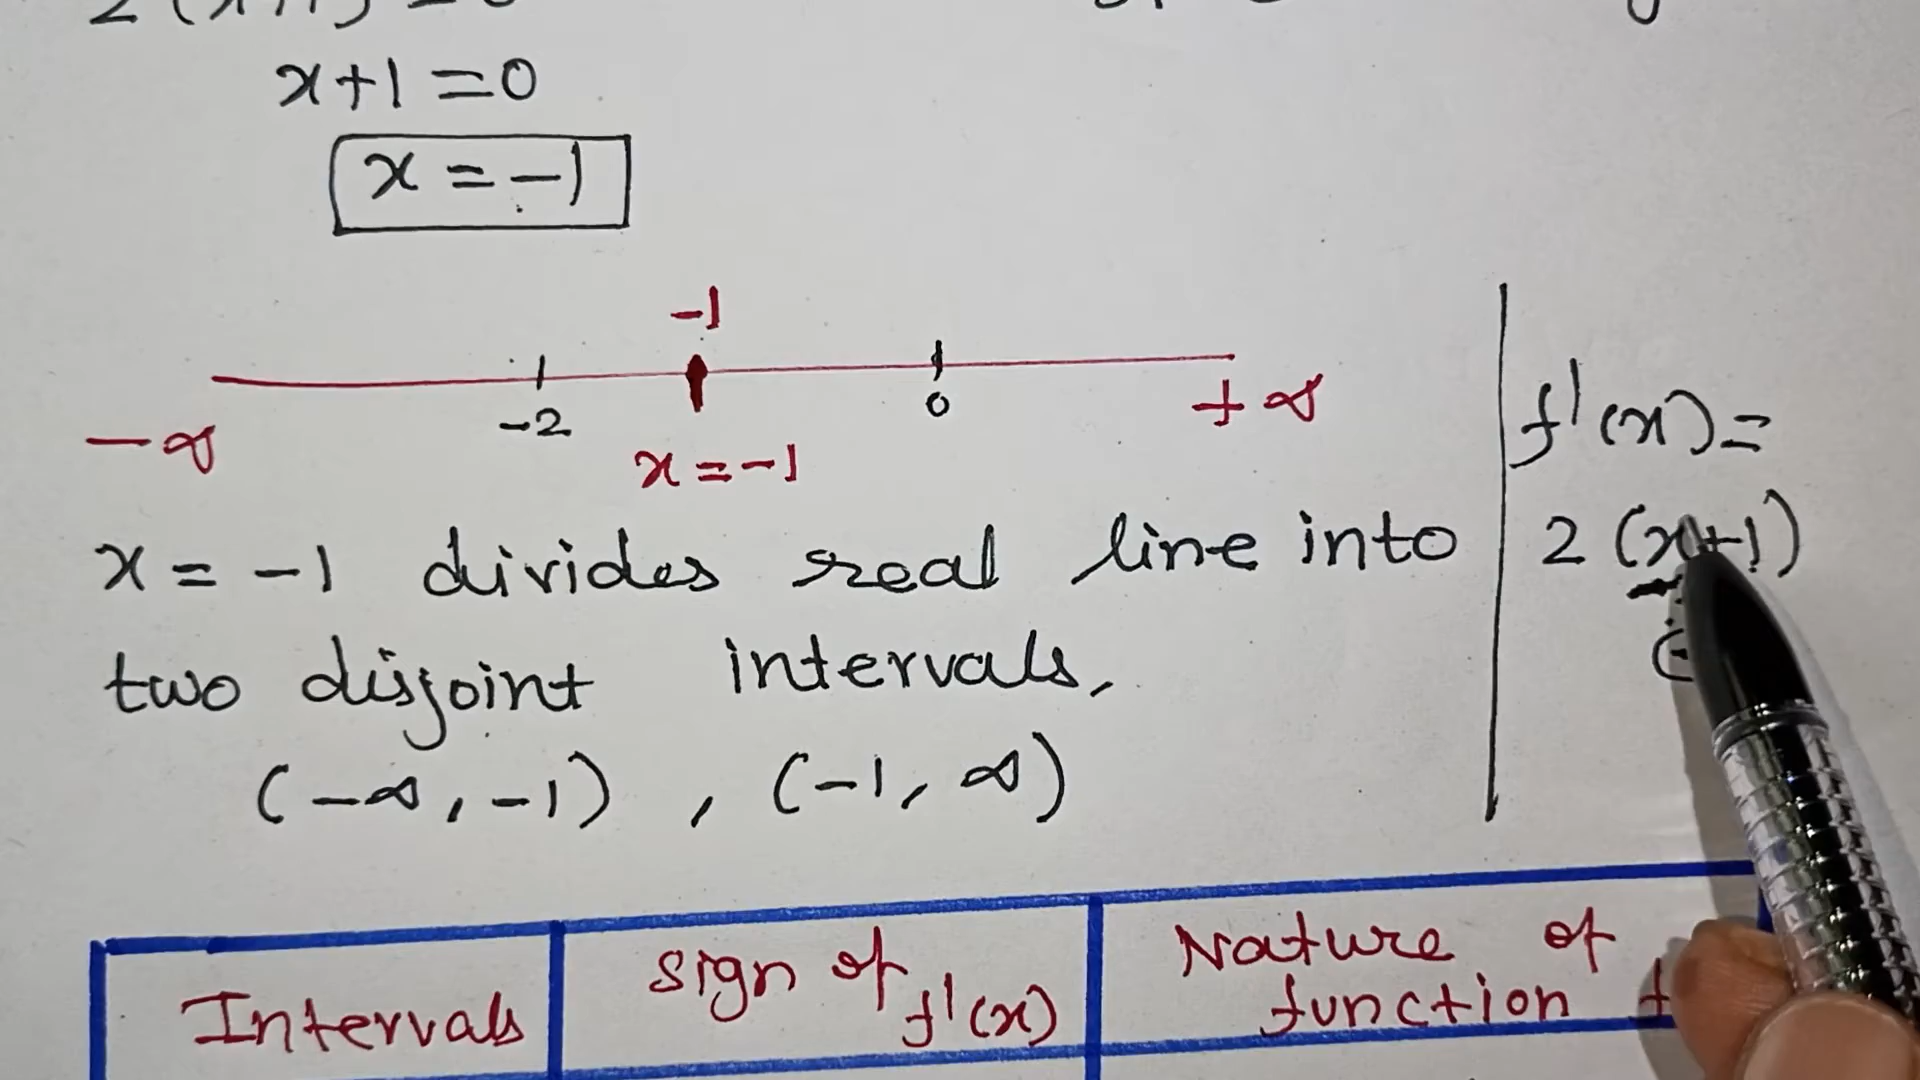 x+1=0
x=-1
-1
-2
0
-∞
+∞
x=-1
x=-1 divides real line into
two disjoint intervals,
(-∞,-1), (-1,∞)
f'(x)=
2(x+1)
Intervals
sign of f'(x)
Nature of
function